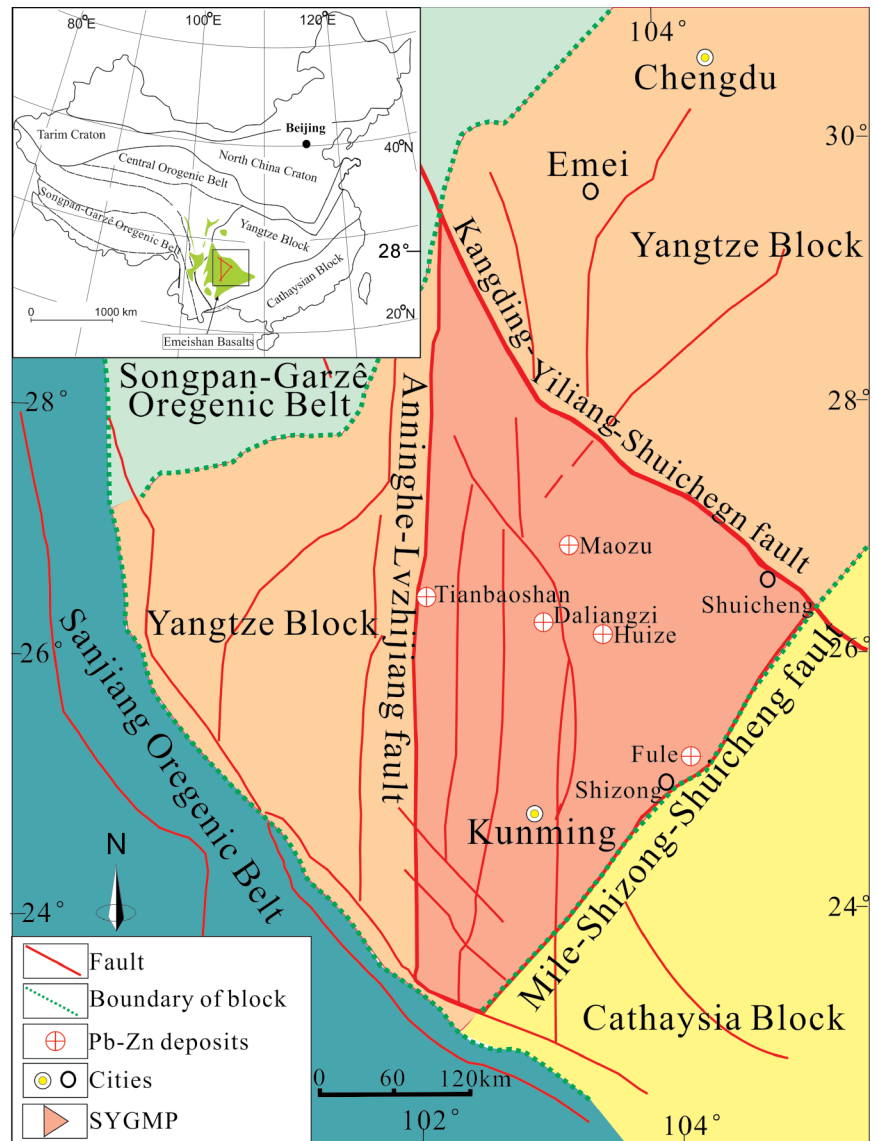 80°E
100°E
120°E
Tarim Craton
Beijing
40°N
Central Orogenic Belt
North China Craton
Songpan-Garzê Orogenic Belt
Yangtze Block
28°
Cathaysian Block
0 1000 km
20°N
Emeishan Basalts
104°
Chengdu
30°
Emei
Yangtze Block
Kangding-Yiliang-Shuichegn fault
Songpan-Garzê
Oregenic Belt
28°
28°
Anninghe-Lvzhijiang fault
Maozu
Tianbaoshan
Shuicheng
Daliangzi
Huize
Yangtze Block
26°
26°
Sanjiang Oregenic Belt
Fule
Shizong
Mile-Shizong-Shuicheng fault
Kunming
N
24°
24°
Cathaysia Block
Fault
Boundary of block
Pb-Zn deposits
Cities
SYGMP
0 60 120km
102°
104°